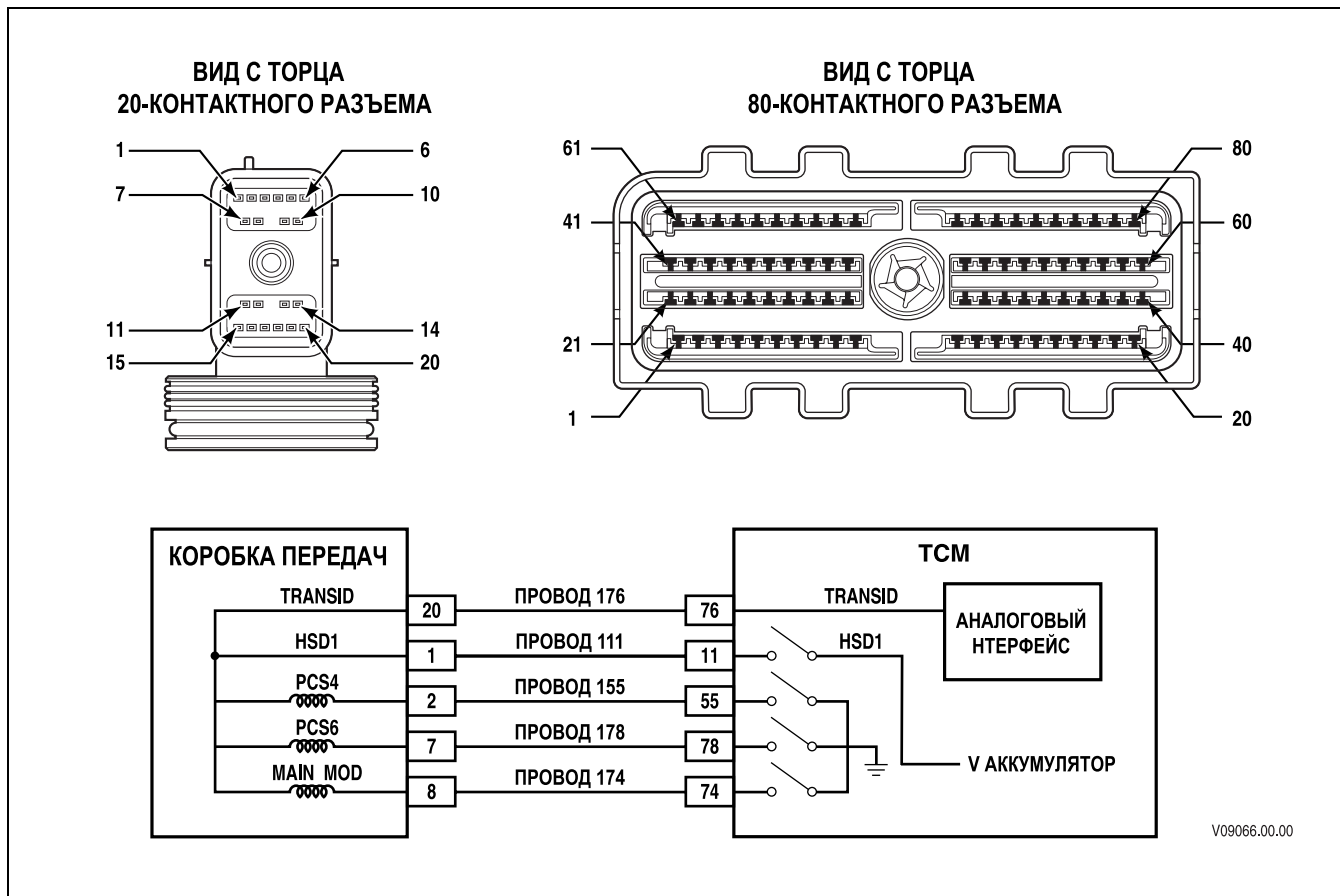 ВИД С ТОРЦА
20-КОНТАКТНОГО РАЗЪЕМА
1
6
7
10
11
14
15
20
ВИД С ТОРЦА
80-КОНТАКТНОГО РАЗЪЕМА
61
80
41
60
21
40
1
20
КОРОБКА ПЕРЕДАЧ
TCM
TRANSID
20
ПРОВОД 176
76
TRANSID
АНАЛОГОВЫЙ
НТЕРФЕЙС
HSD1
1
ПРОВОД 111
11
HSD1
PCS4
2
ПРОВОД 155
55
PCS6
7
ПРОВОД 178
78
MAIN MOD
8
ПРОВОД 174
74
V АККУМУЛЯТОР
V09066.00.00